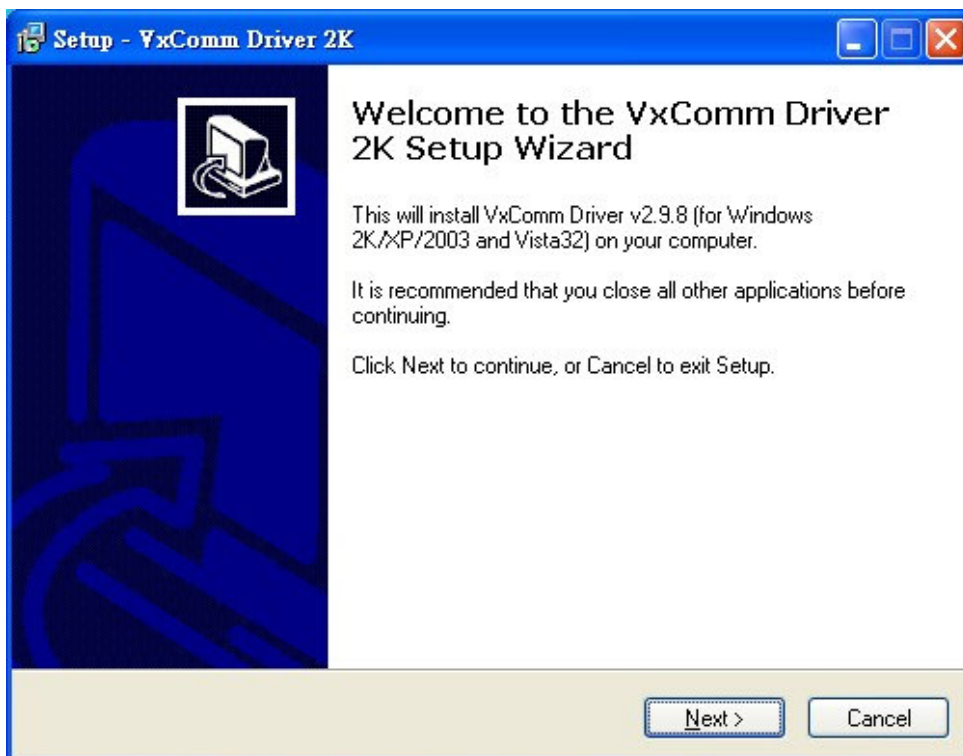 Setup - VxComm Driver 2K
Welcome to the VxComm Driver
2K Setup Wizard
This will install VxComm Driver v2.9.8 (for Windows
2K/XP/2003 and Vista32) on your computer.
It is recommended that you close all other applications before
continuing.
Click Next to continue, or Cancel to exit Setup.
Next >
Cancel